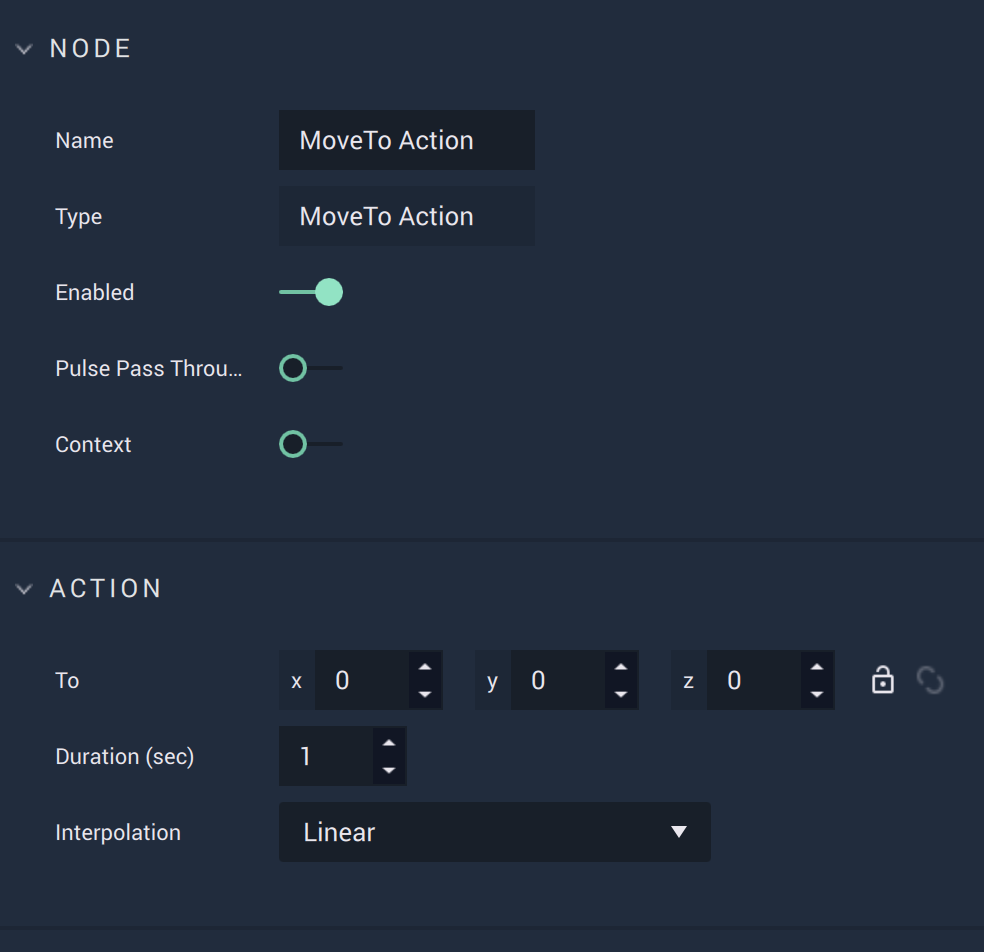 NODE
Name MoveTo Action
Type MoveTo Action
Enabled
Pulse Pass Throu...
Context
ACTION
To x 0 y 0 z 0
Duration (sec) 1
Interpolation Linear